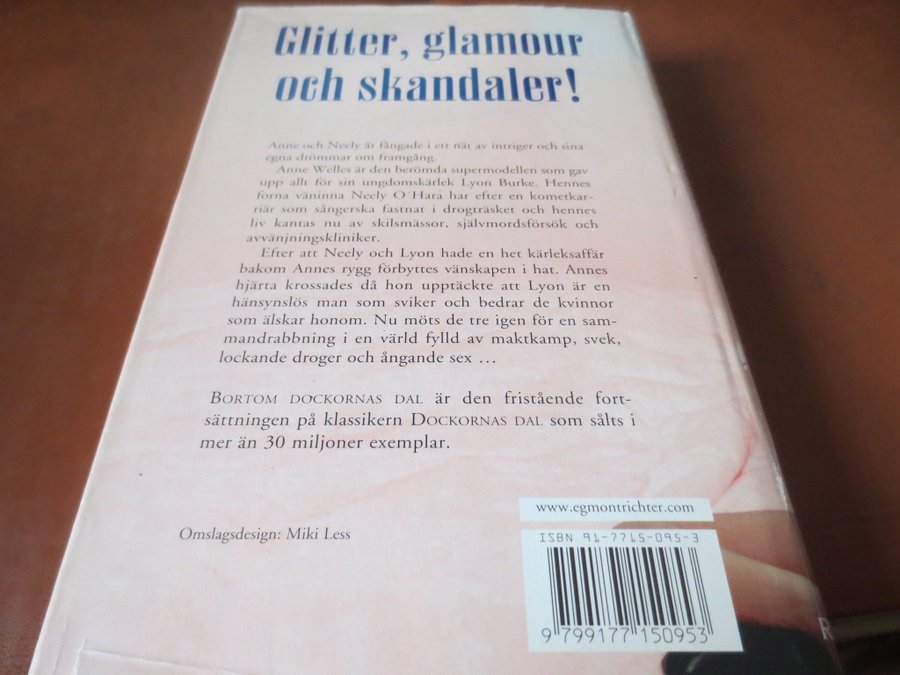 Glitter, glamour
och skandaler!
Anne och Neely är fångade i ett nät av intriger och sina
egna drömmar om framgång.
Anne Welles är den berömda supermodellen som gav
upp allt för sin ungdomskärlek Lyon Burke. Hennes
forna väninna Neely O´Hara har efter en kometkar-
riär som sångerska fastnat i drogträsket och hennes
liv kantas nu av skilsmässor, självmordsförsök och
avvänjningskliniker.
Efter att Neely och Lyon hade en het kärleksaffär
bakom Annes rygg förbyttes vänskapen i hat. Annes
hjärta krossades då hon upptäckte att Lyon är en
hänsynslös man som sviker och bedrar de kvinnor
som älskar honom. Nu möts de tre igen för en sam-
mandrabbning i en värld fylld av maktkamp, svek,
lockande droger och ångande sex …
BORTOM DOCKORNAS DAL är den fristående fort-
sättningen på klassikern DOCKORNAS DAL som sålts i
mer än 30 miljoner exemplar.
Omslagsdesign: Miki Less
www.egmontrichter.com
ISBN 91-7715-095-3
9 799177 150953
R